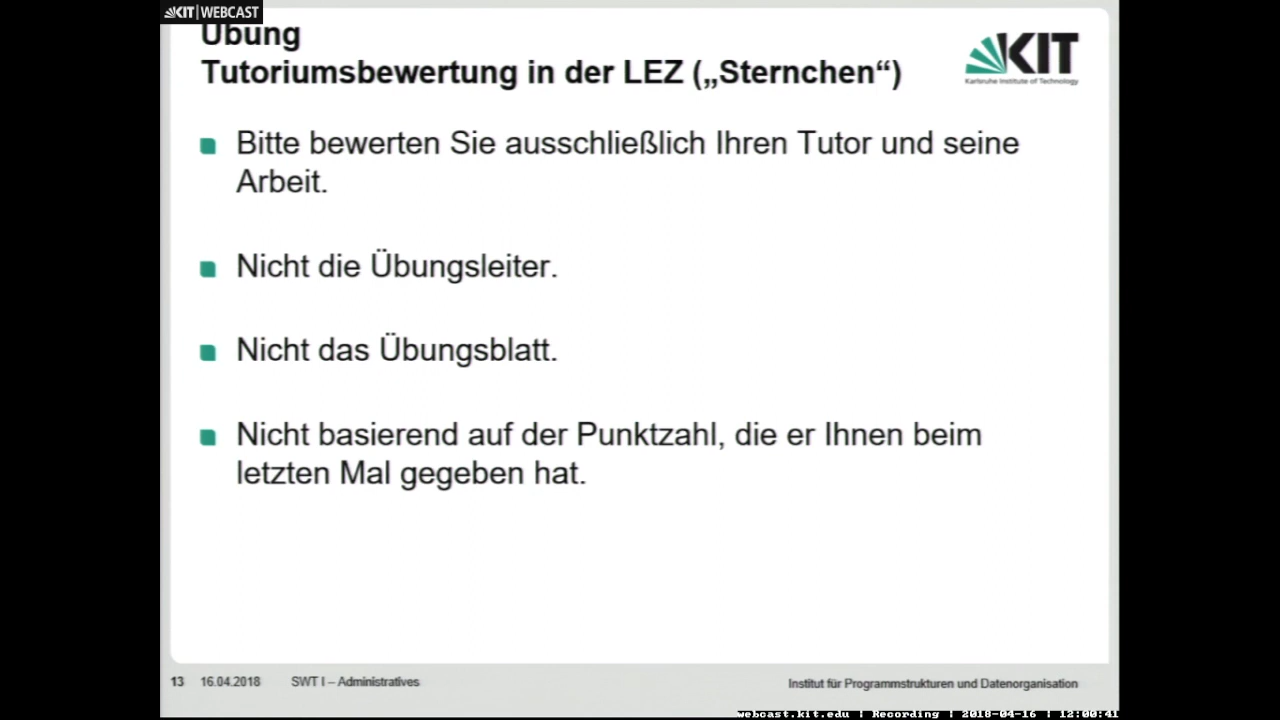 KIT | WEBCAST
Übung
Tutoriumsbewertung in der LEZ („Sternchen“)
KIT
Karlsruhe Institute of Technology
Bitte bewerten Sie ausschließlich Ihren Tutor und seine
Arbeit.
Nicht die Übungsleiter.
Nicht das Übungsblatt.
Nicht basierend auf der Punktzahl, die er Ihnen beim
letzten Mal gegeben hat.
13 16.04.2018 SWT I – Administratives
Institut für Programmstrukturen und Datenorganisation
webcast.kit.edu | Recording | 2018-04-16 | 12:00:41